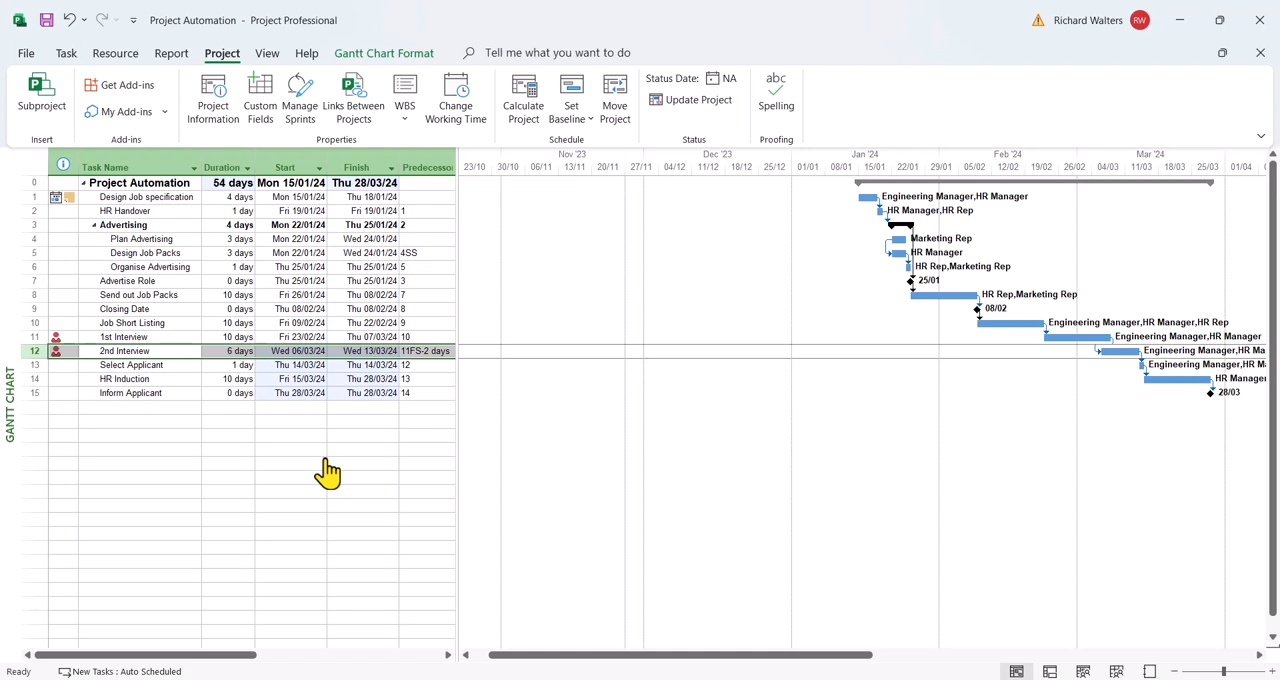 Project Automation - Project Professional
Richard Walters RW
File Task Resource Report Project View Help Gantt Chart Format Tell me what you want to do
Subproject
Insert
Get Add-ins
My Add-ins
Add-ins
Project Information
Custom Fields
Manage Sprints
Links Between Projects
WBS
Change Working Time
Properties
Calculate Project
Set Baseline
Move Project
Schedule
Status Date: NA
Update Project
Status
abc
Spelling
Proofing
Task Name Duration Start Finish Predecessor
0 Project Automation 54 days Mon 15/01/24 Thu 28/03/24
1 Design Job specification 4 days Mon 15/01/24 Thu 18/01/24
2 HR Handover 1 day Fri 19/01/24 Fri 19/01/24 1
3 Advertising 4 days Mon 22/01/24 Thu 25/01/24 2
4 Plan Advertising 3 days Mon 22/01/24 Wed 24/01/24
5 Design Job Packs 3 days Mon 22/01/24 Wed 24/01/24 4SS
6 Organise Advertising 1 day Thu 25/01/24 Thu 25/01/24 5
7 Advertise Role 0 days Thu 25/01/24 Thu 25/01/24 3
8 Send out Job Packs 10 days Fri 26/01/24 Thu 08/02/24 7
9 Closing Date 0 days Thu 08/02/24 Thu 08/02/24 8
10 Job Short Listing 10 days Fri 09/02/24 Thu 22/02/24 9
11 1st Interview 10 days Fri 23/02/24 Thu 07/03/24 10
12 2nd Interview 6 days Wed 06/03/24 Wed 13/03/24 11FS-2 days
13 Select Applicant 1 day Thu 14/03/24 Thu 14/03/24 12
14 HR Induction 10 days Fri 15/03/24 Thu 28/03/24 13
15 Inform Applicant 0 days Thu 28/03/24 Thu 28/03/24 14
GANTT CHART
Nov '23 Dec '23 Jan '24 Feb '24 Mar '24
23/10 30/10 06/11 13/11 20/11 27/11 04/12 11/12 18/12 25/12 01/01 08/01 15/01 22/01 29/01 05/02 12/02 19/02 26/02 04/03 11/03 18/03 25/03 01/04 0
Engineering Manager,HR Manager
HR Manager,HR Rep
Marketing Rep
HR Manager
HR Rep,Marketing Rep
25/01
HR Rep,Marketing Rep
08/02
Engineering Manager,HR Manager,HR Rep
Engineering Manager,HR Manager
Engineering Manager,HR Ma
Engineering Manager,HR M
HR Manager
28/03
Ready New Tasks : Auto Scheduled